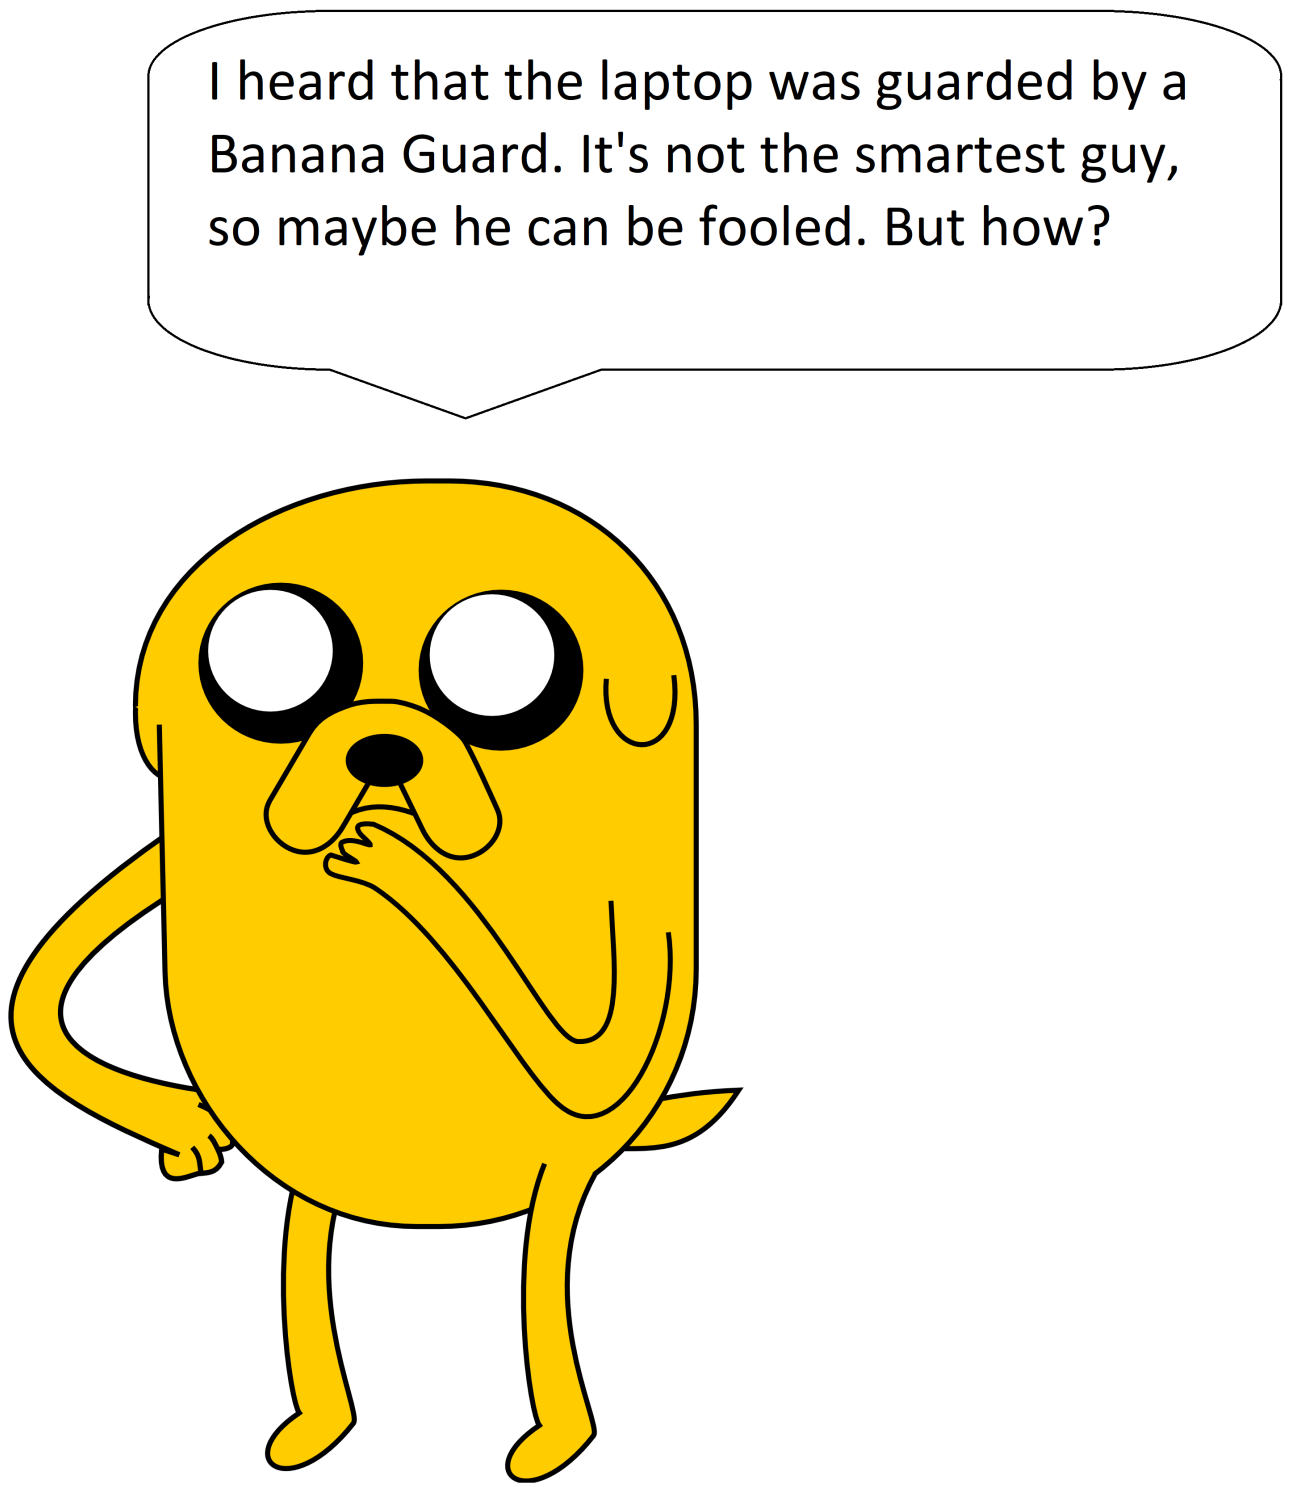 I heard that the laptop was guarded by a
Banana Guard. It's not the smartest guy,
so maybe he can be fooled. But how?